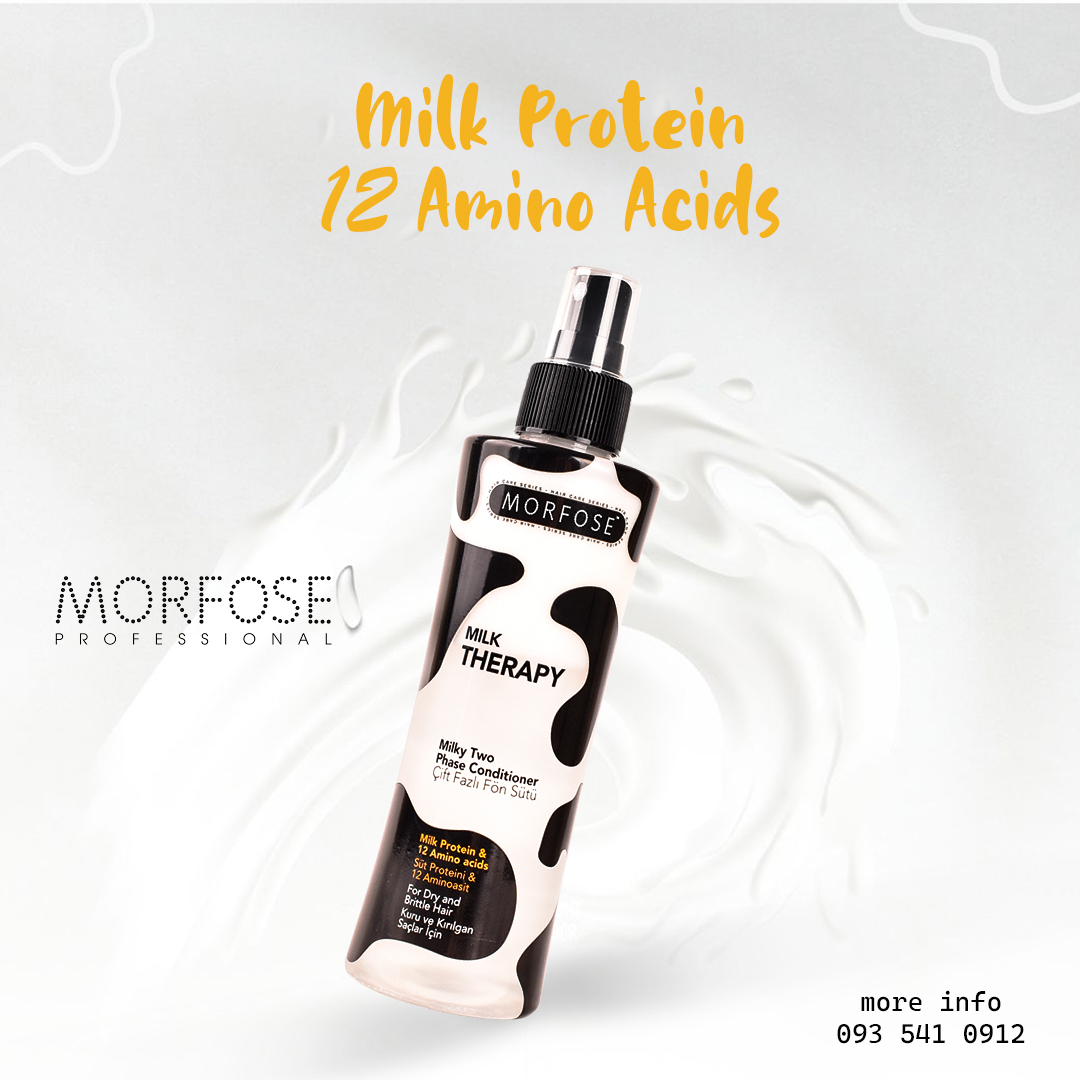 Milk Protein
12 Amino Acids
MORFOSE
MORFOSE
PROFESSIONAL
MILK
THERAPY
Milky Two
Phase Conditioner
Çift Fazlı Fön Sütü
Milk Protein &
12 Amino acids
Süt Proteini &
12 Aminoasit
For Dry and
Brittle Hair
Kuru ve Kırılgan
Saçlar İçin
more info
093 541 0912